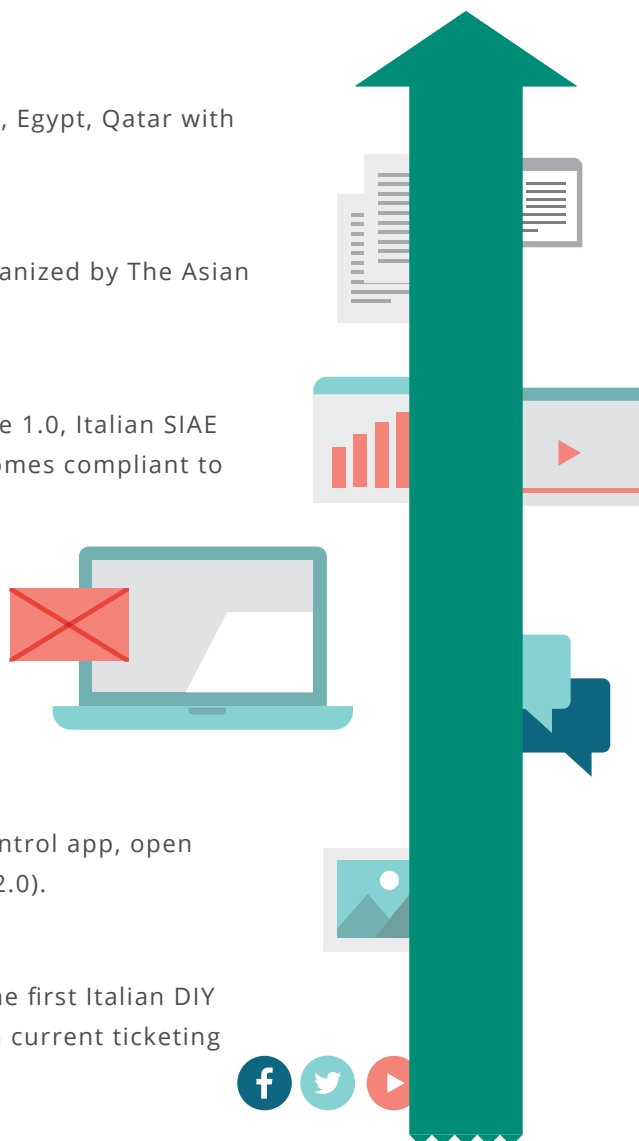 , Egypt, Qatar with
anized by The Asian
e 1.0, Italian SIAE
omes compliant to
ntrol app, open
2.0).
ne first Italian DIY
current ticketing